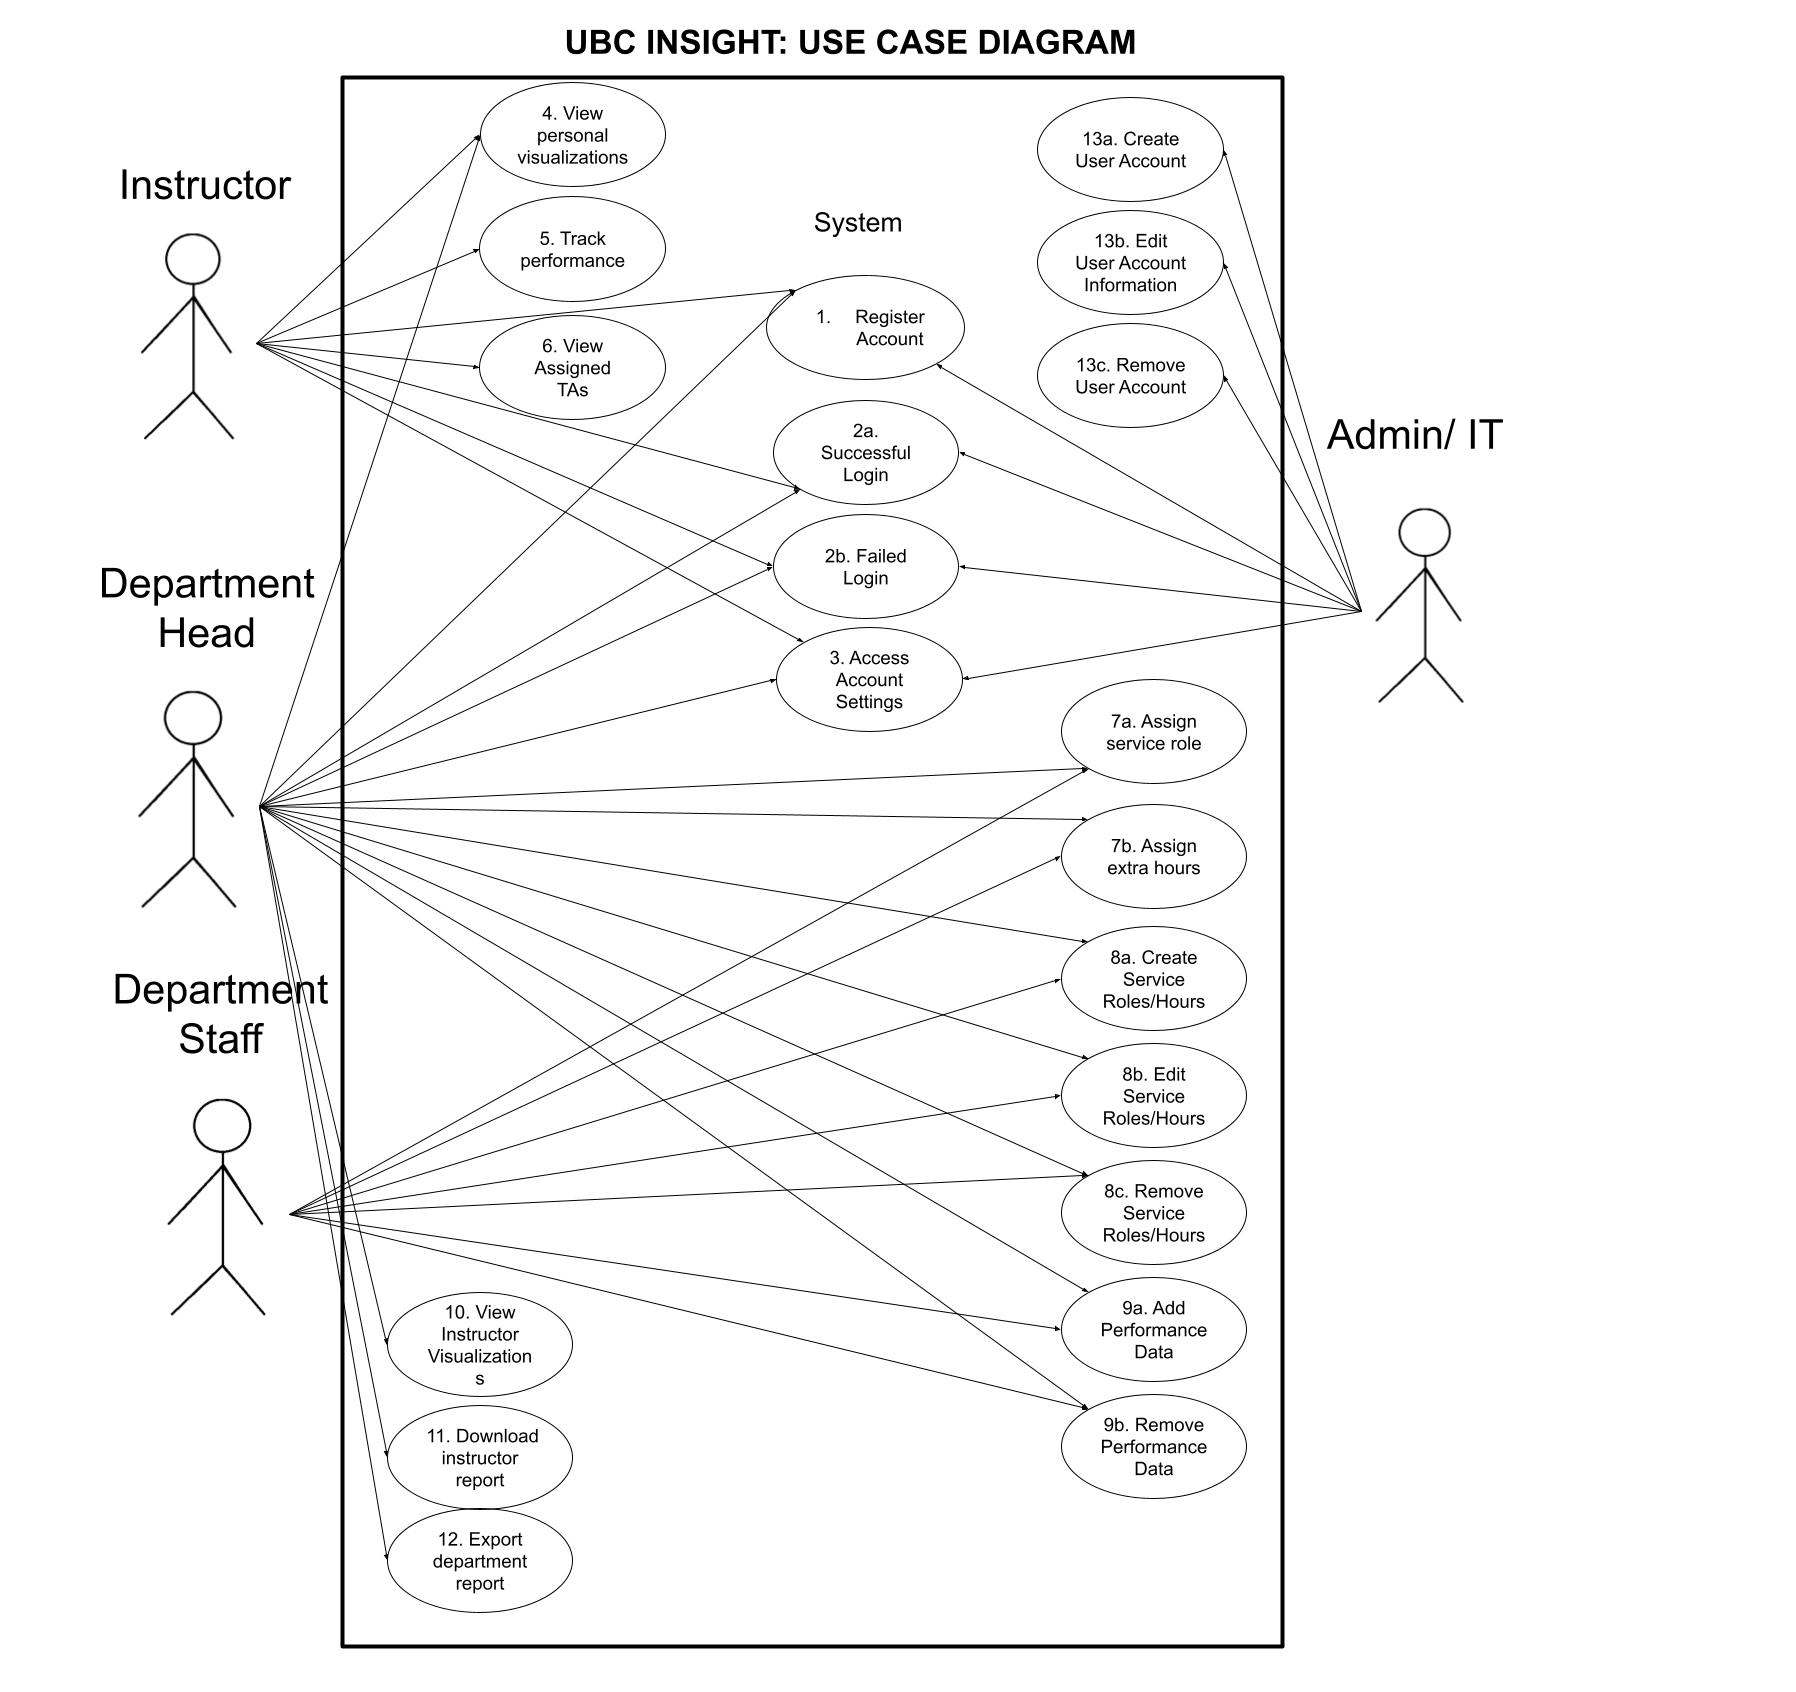 UBC INSIGHT: USE CASE DIAGRAM
Instructor
Department
Head
Department
Staff
4. View
personal
visualizations
5. Track
performance
6. View
Assigned
TAs
System
1. Register
Account
2a.
Successful
Login
2b. Failed
Login
3. Access
Account
Settings
13a. Create
User Account
13b. Edit
User Account
Information
13c. Remove
User Account
Admin/ IT
7a. Assign
service role
7b. Assign
extra hours
8a. Create
Service
Roles/Hours
8b. Edit
Service
Roles/Hours
8c. Remove
Service
Roles/Hours
9a. Add
Performance
Data
9b. Remove
Performance
Data
10. View
Instructor
Visualization
s
11. Download
instructor
report
12. Export
department
report